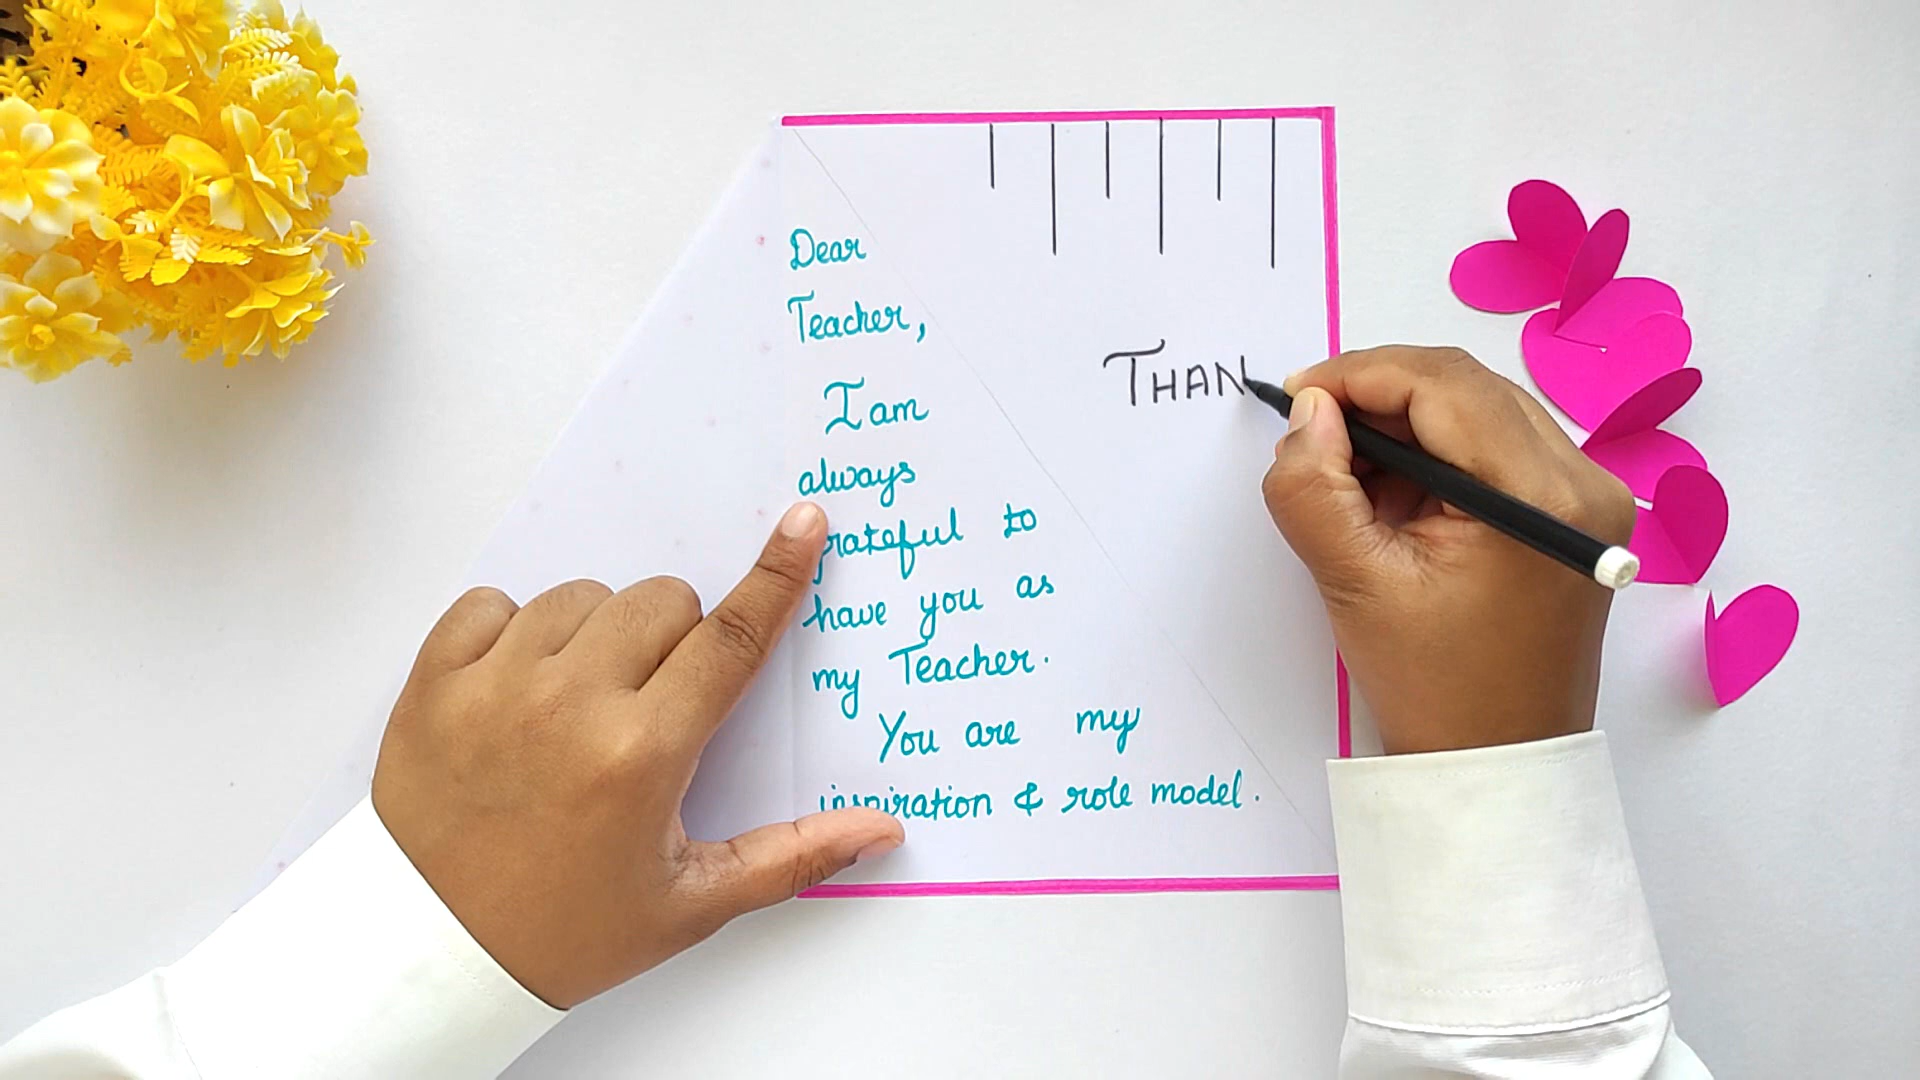 Dear
Teacher,
I am
always
grateful to
have you as
my Teacher.
You are my
inspiration & role model.
THAN